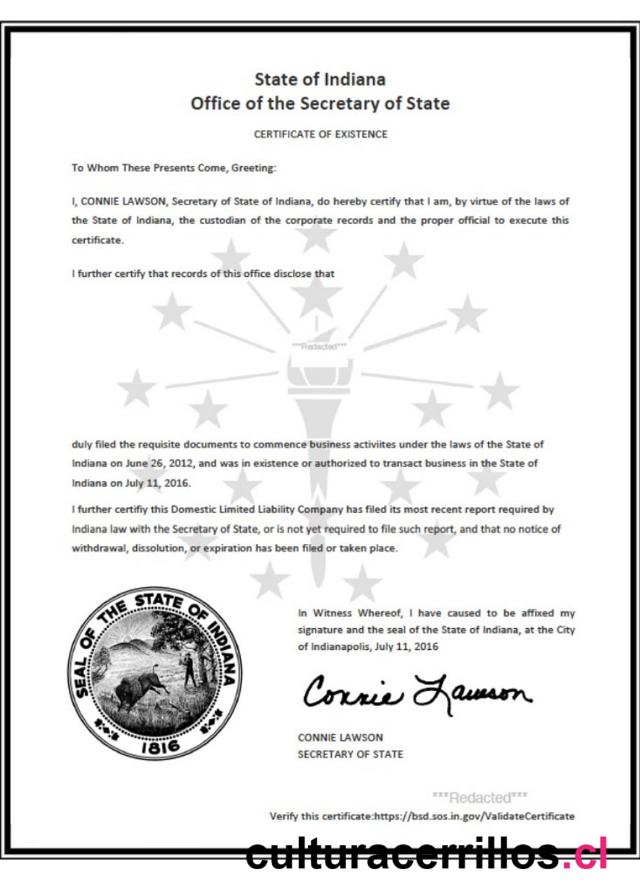 State of Indiana
Office of the Secretary of State
CERTIFICATE OF EXISTENCE
To Whom These Presents Come, Greeting:
I, CONNIE LAWSON, Secretary of State of Indiana, do hereby certify that I am, by virtue of the laws of
the State of Indiana, the custodian of the corporate records and the proper official to execute this
certificate.
I further certify that records of this office disclose that
***Redacted***
duly filed the requisite documents to commence business activiites under the laws of the State of
Indiana on June 26, 2012, and was in existence or authorized to transact business in the State of
Indiana on July 11, 2016.
I further certifiy this Domestic Limited Liability Company has filed its most recent report required by
Indiana law with the Secretary of State, or is not yet required to file such report, and that no notice of
withdrawal, dissolution, or expiration has been filed or taken place.
SEAL OF THE STATE OF INDIANA
1816
In Witness Whereof, I have caused to be affixed my
signature and the seal of the State of Indiana, at the City
of Indianapolis, July 11, 2016
Connie Lawson
CONNIE LAWSON
SECRETARY OF STATE
***Redacted***
Verify this certificate:https://bsd.sos.in.gov/ValidateCertificate
culturacerrillos.cl